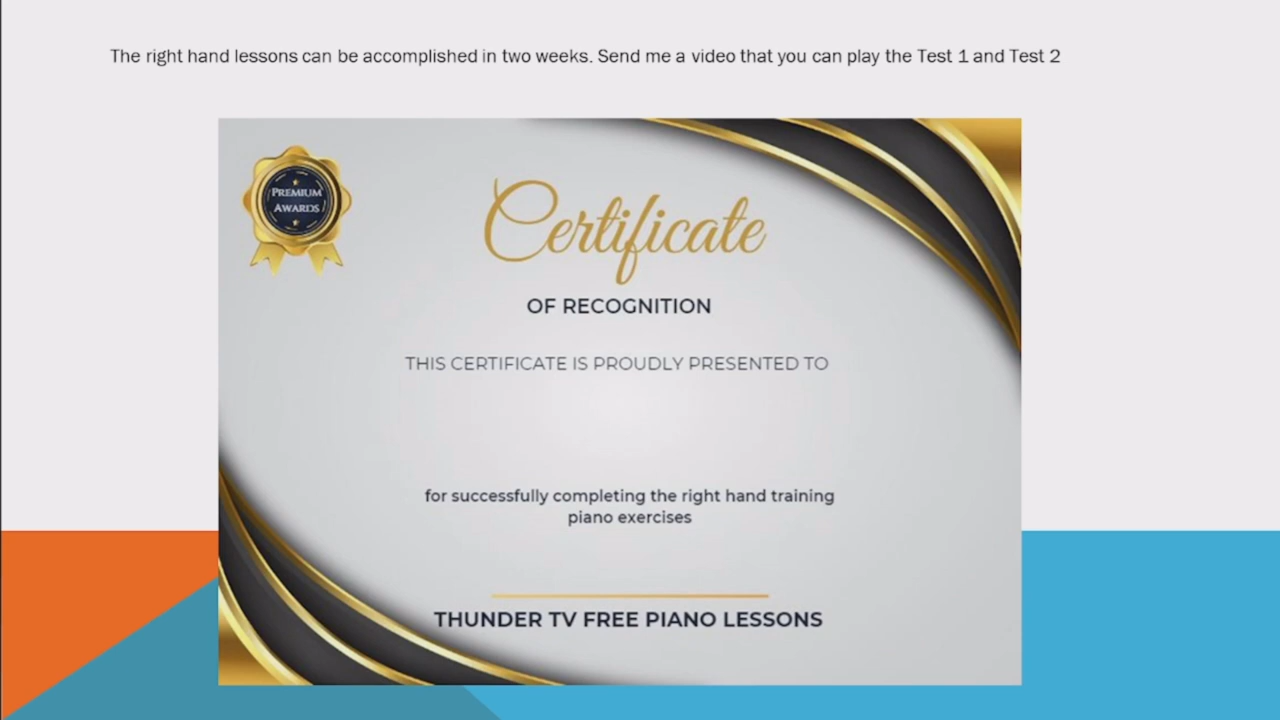 The right hand lessons can be accomplished in two weeks. Send me a video that you can play the Test 1 and Test 2
PREMIUM
AWARDS
Certificate
OF RECOGNITION
THIS CERTIFICATE IS PROUDLY PRESENTED TO
for successfully completing the right hand training
piano exercises
THUNDER TV FREE PIANO LESSONS